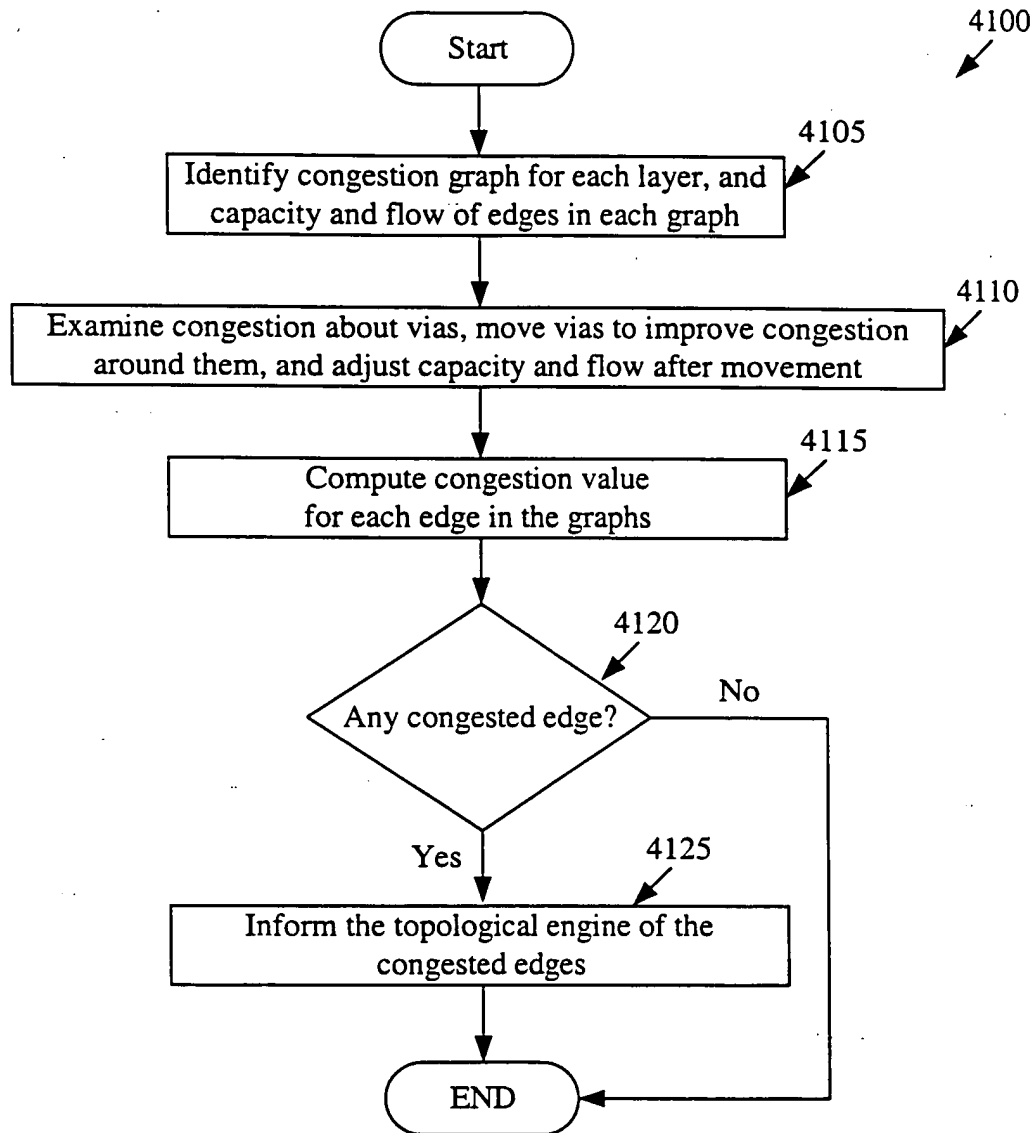 4100
Start
4105
Identify congestion graph for each layer, and
capacity and flow of edges in each graph
4110
Examine congestion about vias, move vias to improve congestion
around them, and adjust capacity and flow after movement
4115
Compute congestion value
for each edge in the graphs
4120
Any congested edge?
No
Yes
4125
Inform the topological engine of the
congested edges
END